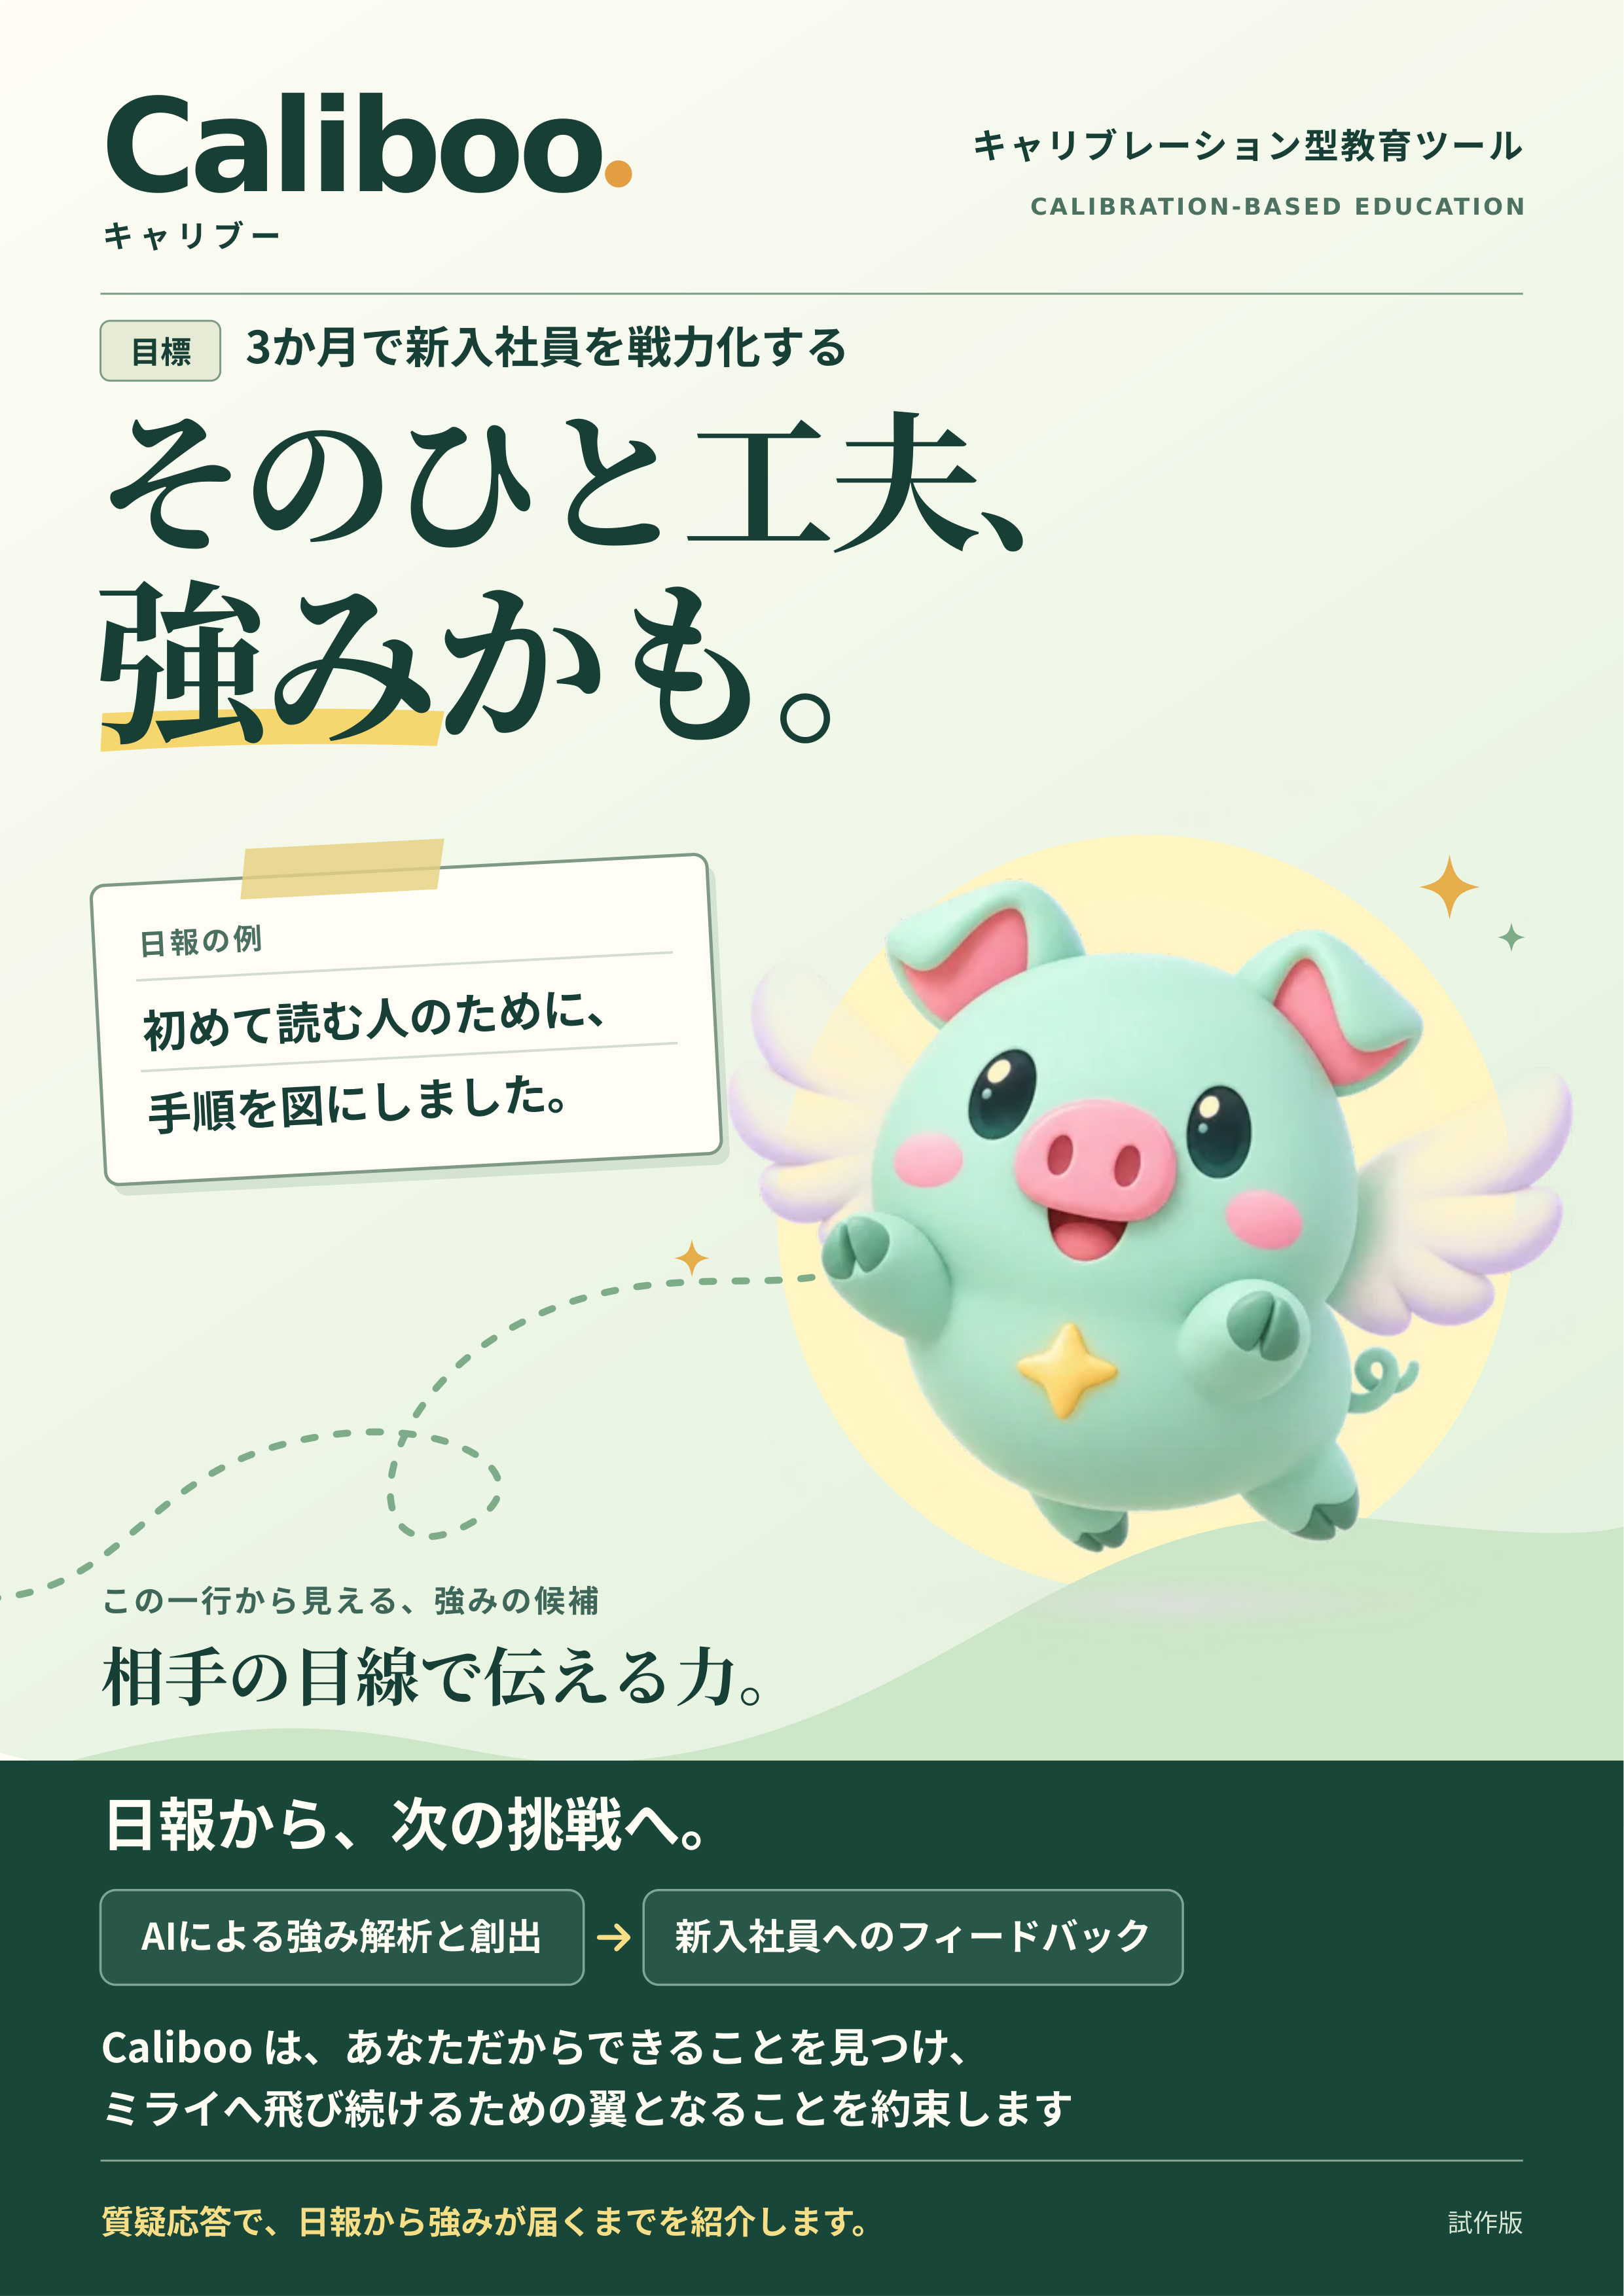 Caliboo.
キャリブー
キャリブレーション型教育ツール
CALIBRATION-BASED EDUCATION
目標 3か月で新入社員を戦力化する
そのひと工夫、
強みかも。
日報の例
初めて読む人のために、
手順を図にしました。
この一行から見える、強みの候補
相手の目線で伝える力。
日報から、次の挑戦へ。
AIによる強み解析と創出 → 新入社員へのフィードバック
Caliboo は、あなただからできることを見つけ、
ミライへ飛び続けるための翼となることを約束します
質疑応答で、日報から強みが届くまでを紹介します。
試作版